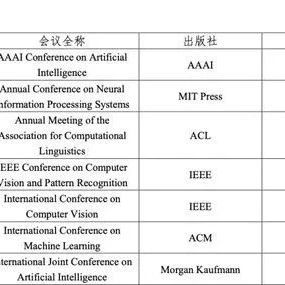 会议全称 出版社
AAAI Conference on Artificial
Intelligence
AAAI
Annual Conference on Neural
Information Processing Systems
MIT Press
Annual Meeting of the
Association for Computational
Linguistics
ACL
IEEE Conference on Computer
Vision and Pattern Recognition
IEEE
International Conference on
Computer Vision
IEEE
International Conference on
Machine Learning
ACM
International Joint Conference on
Artificial Intelligence
Morgan Kaufmann